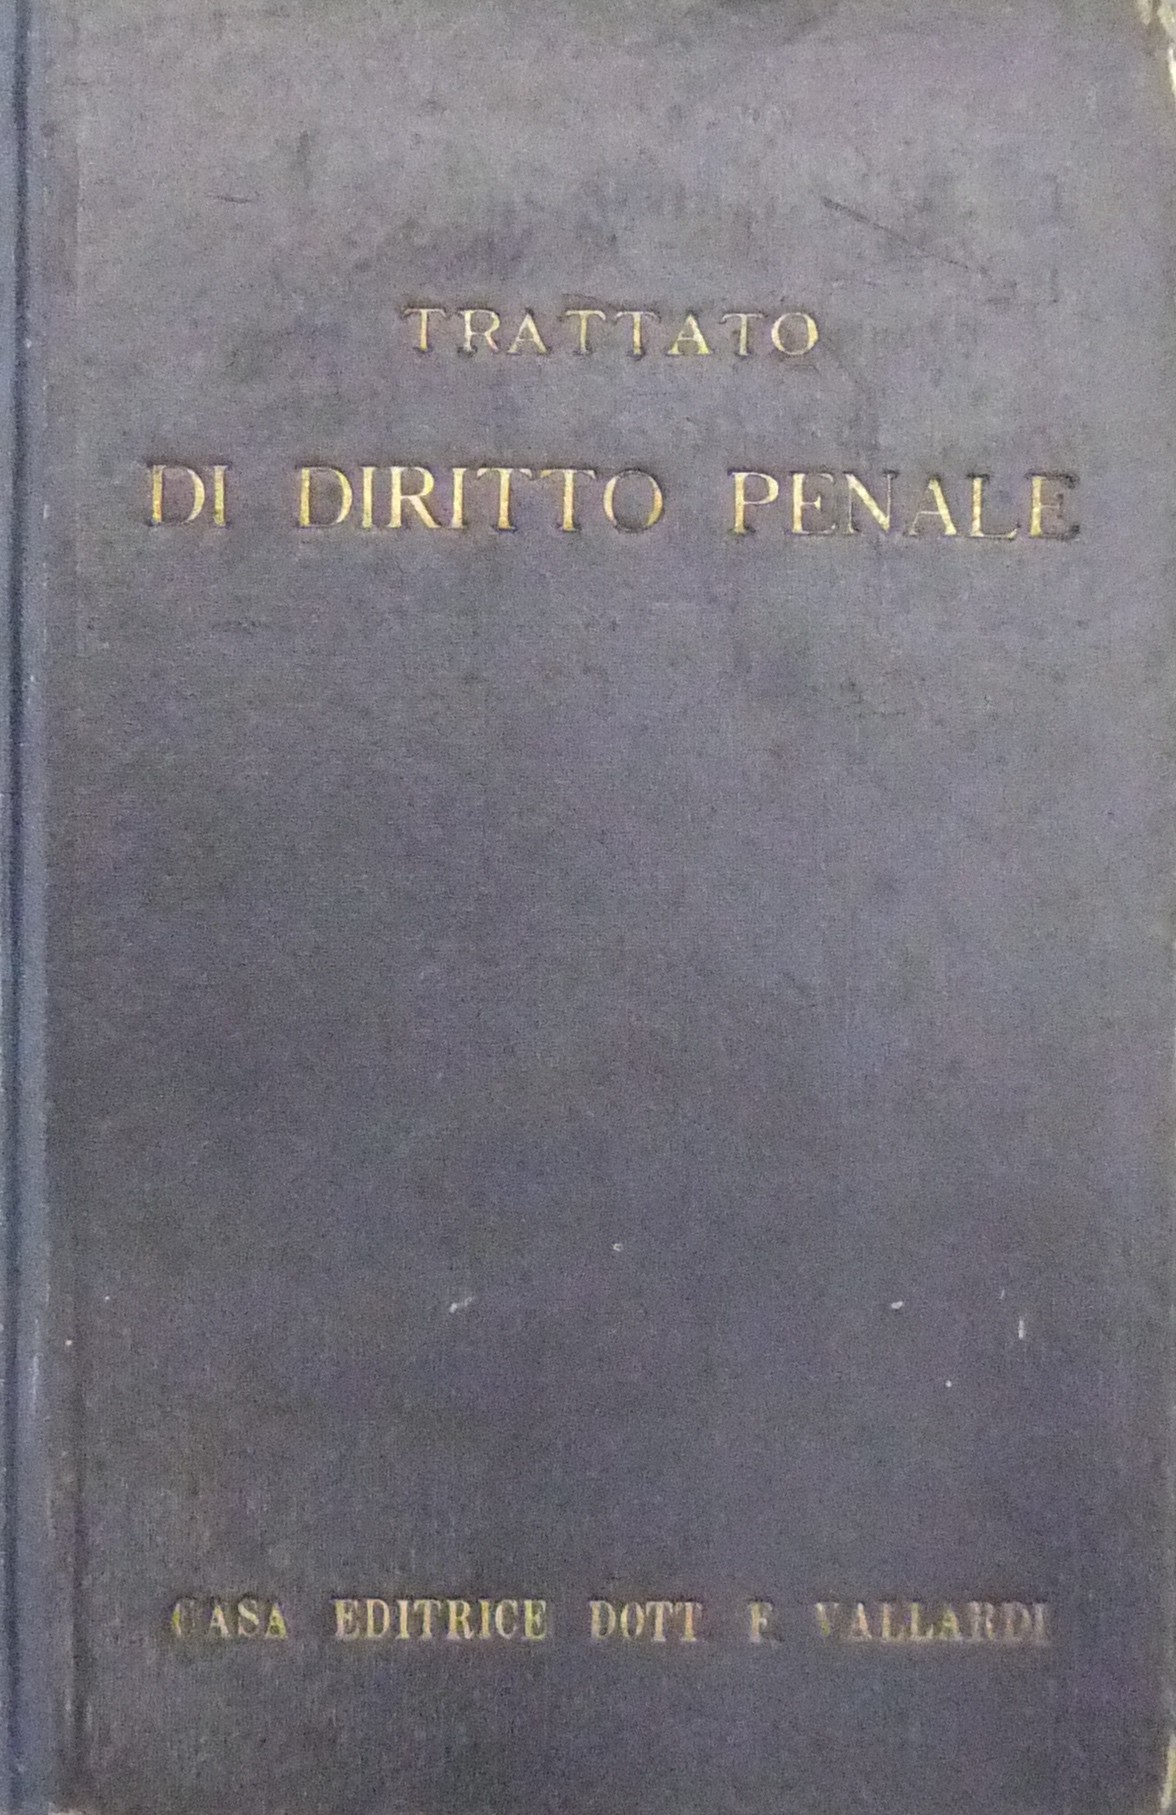 TRATTATO
DI DIRITTO PENALE
CASA EDITRICE DOTT F. VALLARDI